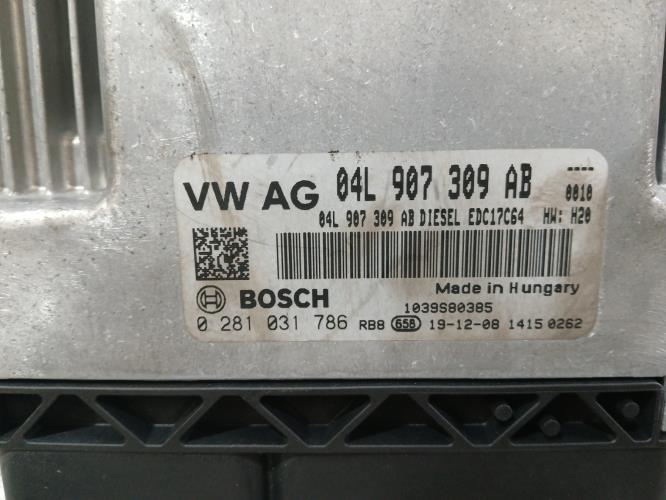 VW AG 04L 907 309 AB ----
0010
04L 907 309 AB DIESEL EDC17C64 HW: H20
Made in Hungary
BOSCH 1039S80385
0 281 031 786 RB8 658 19-12-08 1415 0262